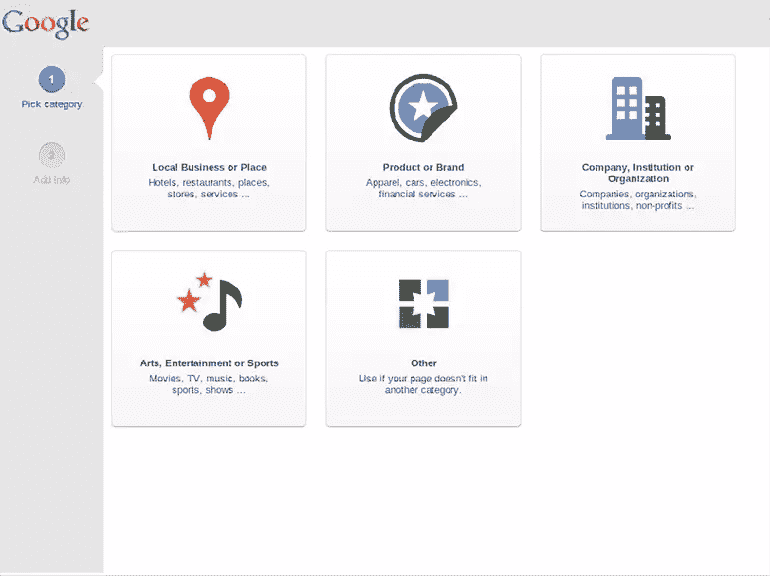 Google
1
Pick category
2
Add info
Local Business or Place
Hotels, restaurants, places,
stores, services ...
Product or Brand
Apparel, cars, electronics,
financial services ...
Company, Institution or
Organization
Companies, organizations,
institutions, non-profits ...
Arts, Entertainment or Sports
Movies, TV, music, books,
sports, shows ...
Other
Use if your page doesn't fit in
another category.